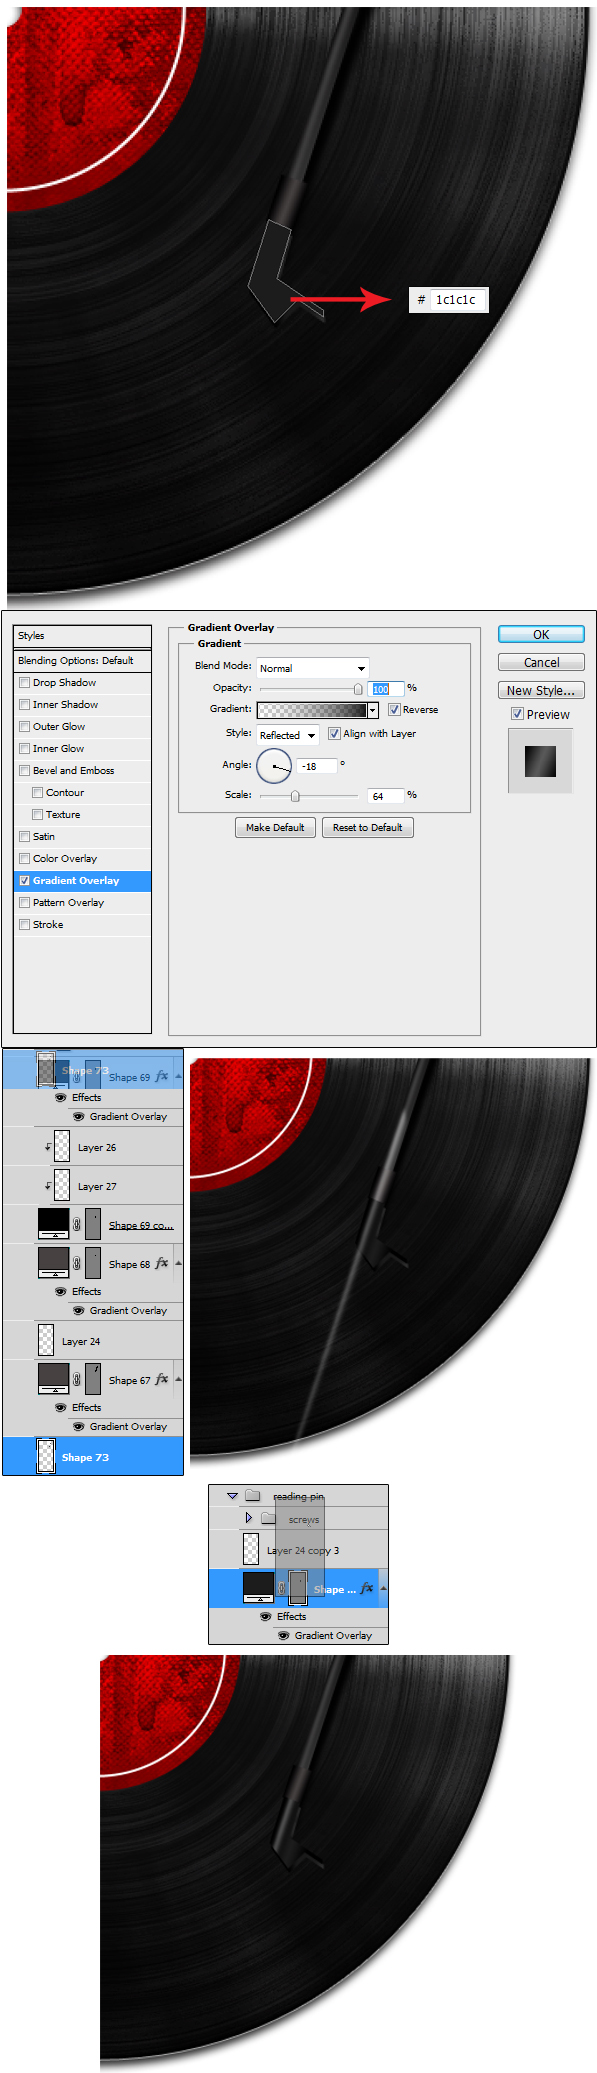 # 1c1c1c
Styles
Blending Options: Default
Drop Shadow
Inner Shadow
Outer Glow
Inner Glow
Bevel and Emboss
Contour
Texture
Satin
Color Overlay
Gradient Overlay
Pattern Overlay
Stroke
Gradient Overlay
Gradient
Blend Mode: Normal
Opacity: 100 %
Gradient: Reverse
Style: Reflected Align with Layer
Angle: -18 °
Scale: 64 %
Make Default Reset to Default
OK
Cancel
New Style...
Preview
Shape 73
Shape 69 fx
Effects
Gradient Overlay
Layer 26
Layer 27
Shape 69 co...
Shape 68 fx
Effects
Gradient Overlay
Layer 24
Shape 67 fx
Effects
Gradient Overlay
Shape 73
reading pin
screws
Layer 24 copy 3
Shape ... fx
Effects
Gradient Overlay